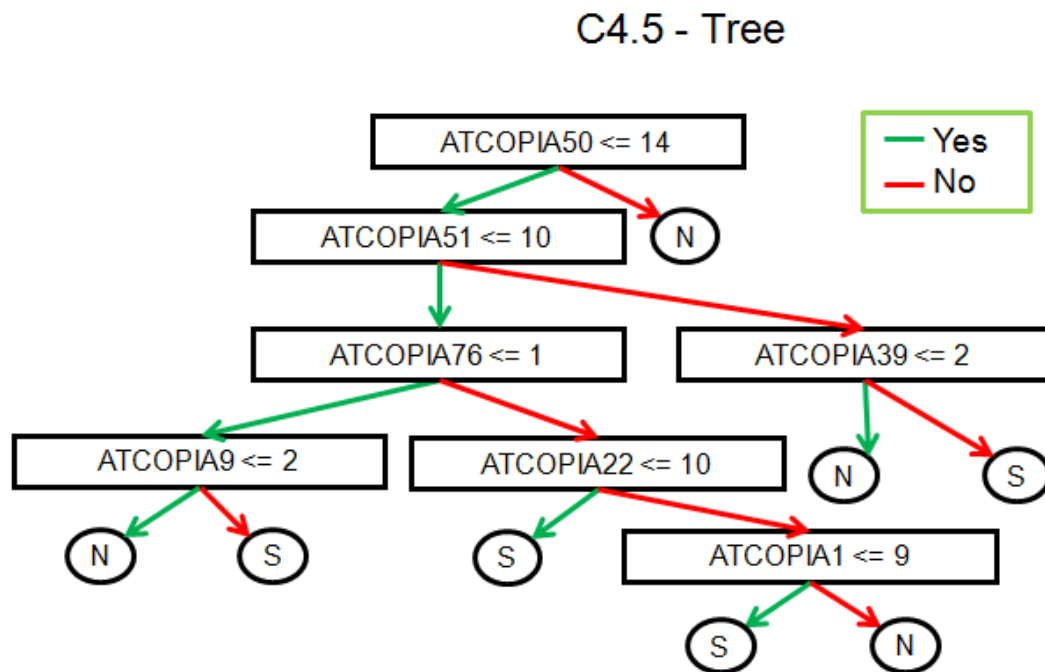 C4.5 - Tree
ATCOPIA50 <= 14
Yes
No
ATCOPIA51 <= 10
N
ATCOPIA76 <= 1
ATCOPIA39 <= 2
ATCOPIA9 <= 2
ATCOPIA22 <= 10
N
S
N
S
S
ATCOPIA1 <= 9
S
N